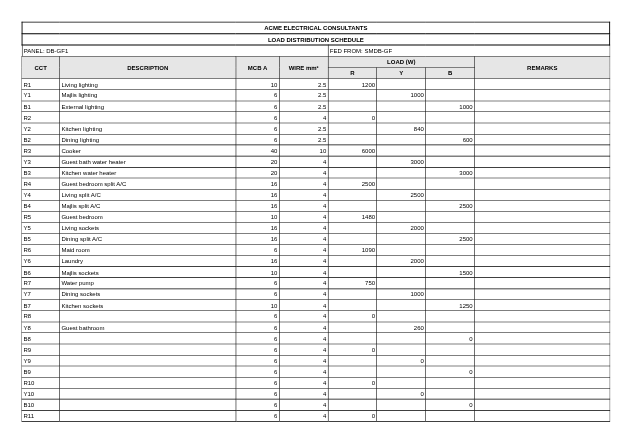 ACME ELECTRICAL CONSULTANTS
LOAD DISTRIBUTION SCHEDULE
PANEL: DB-GF1 FED FROM: SMDB-GF
CCT DESCRIPTION MCB A WIRE mm² LOAD (W) REMARKS
R Y B
R1 Living lighting 10 2.5 1200
Y1 Majlis lighting 6 2.5 1000
B1 External lighting 6 2.5 1000
R2 6 4 0
Y2 Kitchen lighting 6 2.5 840
B2 Dining lighting 6 2.5 600
R3 Cooker 40 10 6000
Y3 Guest bath water heater 20 4 3000
B3 Kitchen water heater 20 4 3000
R4 Guest bedroom split A/C 16 4 2500
Y4 Living split A/C 16 4 2500
B4 Majlis split A/C 16 4 2500
R5 Guest bedroom 10 4 1480
Y5 Living sockets 16 4 2000
B5 Dining split A/C 16 4 2500
R6 Maid room 6 4 1090
Y6 Laundry 16 4 2000
B6 Majlis sockets 10 4 1500
R7 Water pump 6 4 750
Y7 Dining sockets 6 4 1000
B7 Kitchen sockets 10 4 1250
R8 6 4 0
Y8 Guest bathroom 6 4 260
B8 6 4 0
R9 6 4 0
Y9 6 4 0
B9 6 4 0
R10 6 4 0
Y10 6 4 0
B10 6 4 0
R11 6 4 0